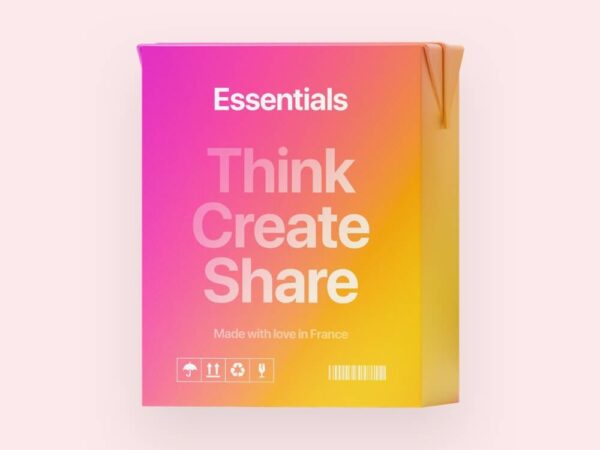 Essentials
Think
Create
Share
Made with love in France